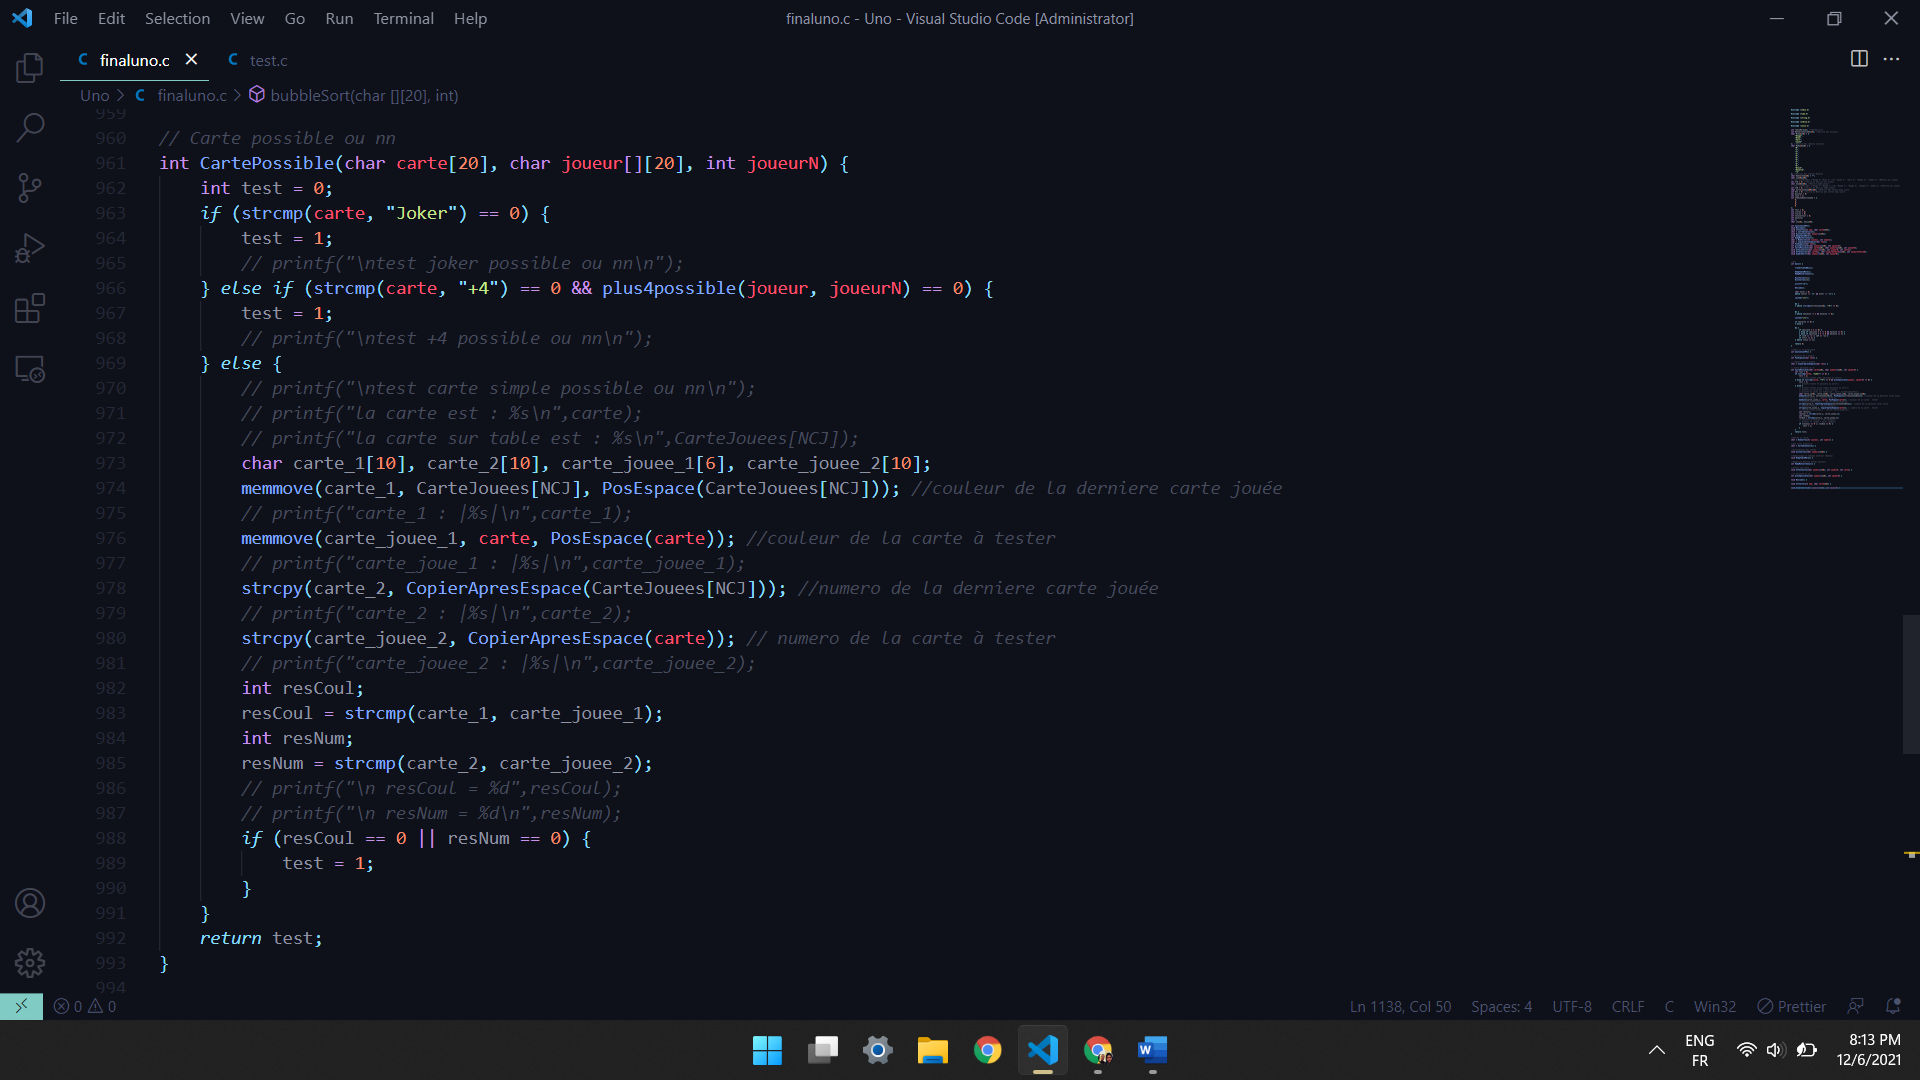 File Edit Selection View Go Run Terminal Help finaluno.c - Uno - Visual Studio Code [Administrator]
C finaluno.c C test.c
Uno > C finaluno.c > bubbleSort(char [][20], int)
959
960 // Carte possible ou nn
961 int CartePossible(char carte[20], char joueur[][20], int joueurN) {
962 int test = 0;
963 if (strcmp(carte, "Joker") == 0) {
964 test = 1;
965 // printf("\ntest joker possible ou nn\n");
966 } else if (strcmp(carte, "+4") == 0 && plus4possible(joueur, joueurN) == 0) {
967 test = 1;
968 // printf("\ntest +4 possible ou nn\n");
969 } else {
970 // printf("\ntest carte simple possible ou nn\n");
971 // printf("la carte est : %s\n",carte);
972 // printf("la carte sur table est : %s\n",CarteJouees[NCJ]);
973 char carte_1[10], carte_2[10], carte_jouee_1[6], carte_jouee_2[10];
974 memmove(carte_1, CarteJouees[NCJ], PosEspace(CarteJouees[NCJ])); //couleur de la derniere carte jouée
975 // printf("carte_1 : |%s|\n",carte_1);
976 memmove(carte_jouee_1, carte, PosEspace(carte)); //couleur de la carte à tester
977 // printf("carte_joue_1 : |%s|\n",carte_jouee_1);
978 strcpy(carte_2, CopierApresEspace(CarteJouees[NCJ])); //numero de la derniere carte jouée
979 // printf("carte_2 : |%s|\n",carte_2);
980 strcpy(carte_jouee_2, CopierApresEspace(carte)); // numero de la carte à tester
981 // printf("carte_jouee_2 : |%s|\n",carte_jouee_2);
982 int resCoul;
983 resCoul = strcmp(carte_1, carte_jouee_1);
984 int resNum;
985 resNum = strcmp(carte_2, carte_jouee_2);
986 // printf("\n resCoul = %d",resCoul);
987 // printf("\n resNum = %d\n",resNum);
988 if (resCoul == 0 || resNum == 0) {
989 test = 1;
990 }
991 }
992 return test;
993 }
994
0 0 Ln 1138, Col 50 Spaces: 4 UTF-8 CRLF C Win32 Prettier
ENG 8:13 PM
FR 12/6/2021